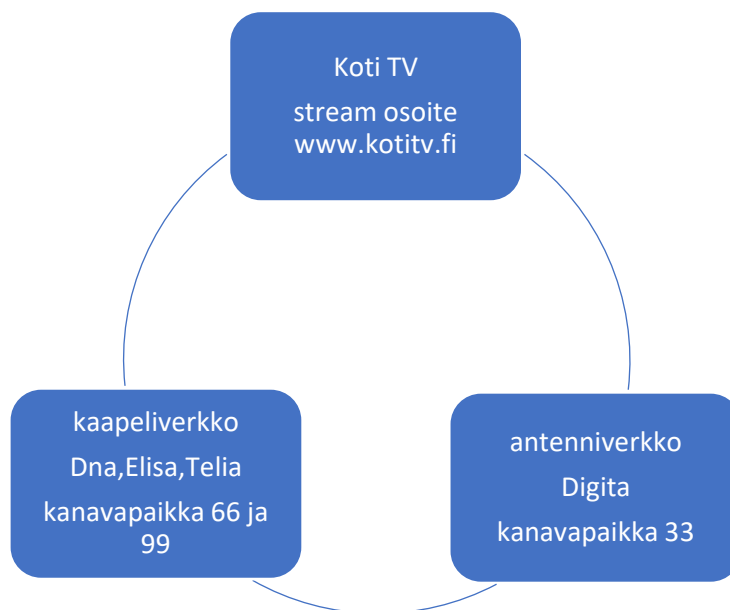 Koti TV
stream osoite
www.kotitv.fi
kaapeliverkko
Dna,Elisa,Telia
kanavapaikka 66 ja
99
antenniverkko
Digita
kanavapaikka 33